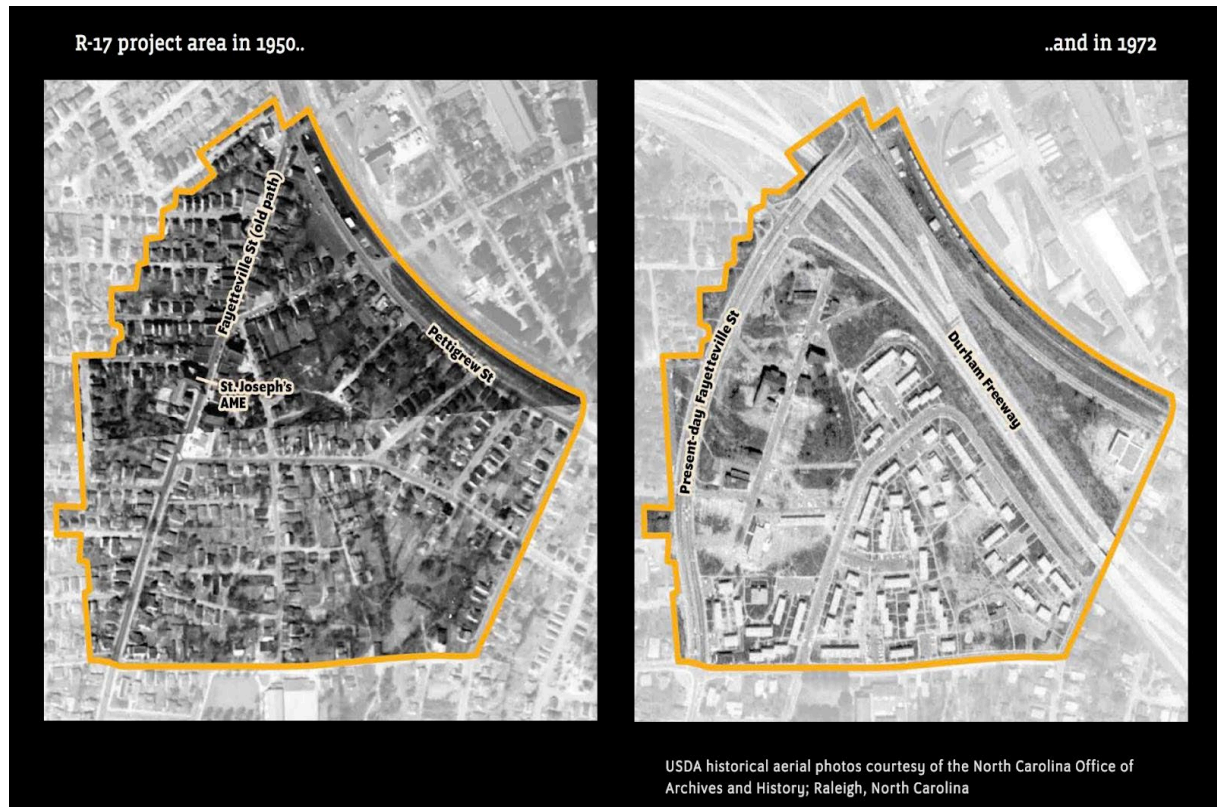 R-17 project area in 1950..
..and in 1972
Fayetteville St (old path)
Pettigrew St
St. Joseph's
AME
Present-day Fayetteville St
Durham Freeway
USDA historical aerial photos courtesy of the North Carolina Office of
Archives and History; Raleigh, North Carolina